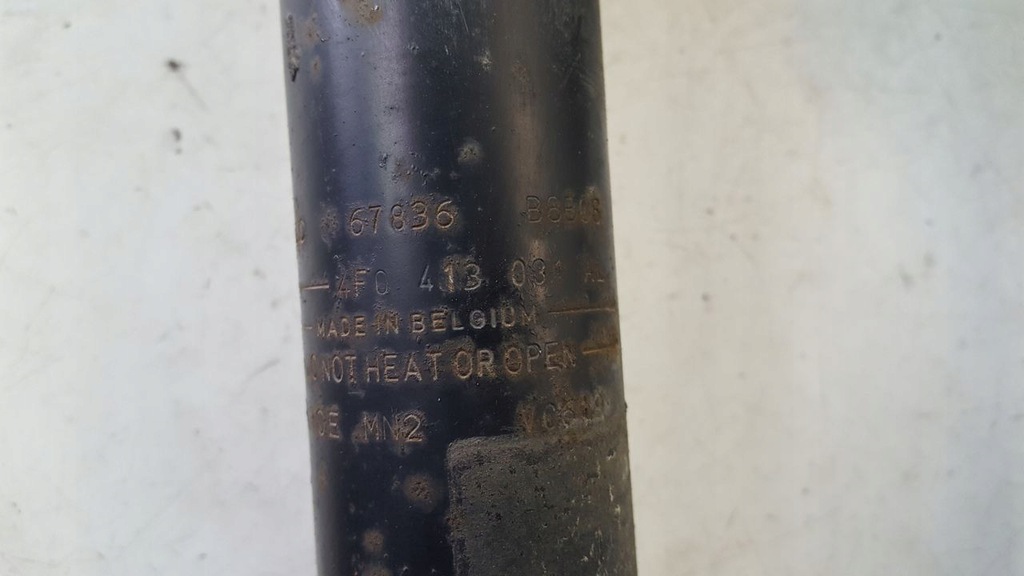 67836
4F0 413 031
MADE IN BELGIUM
NOT HEAT OR OPEN
MN2